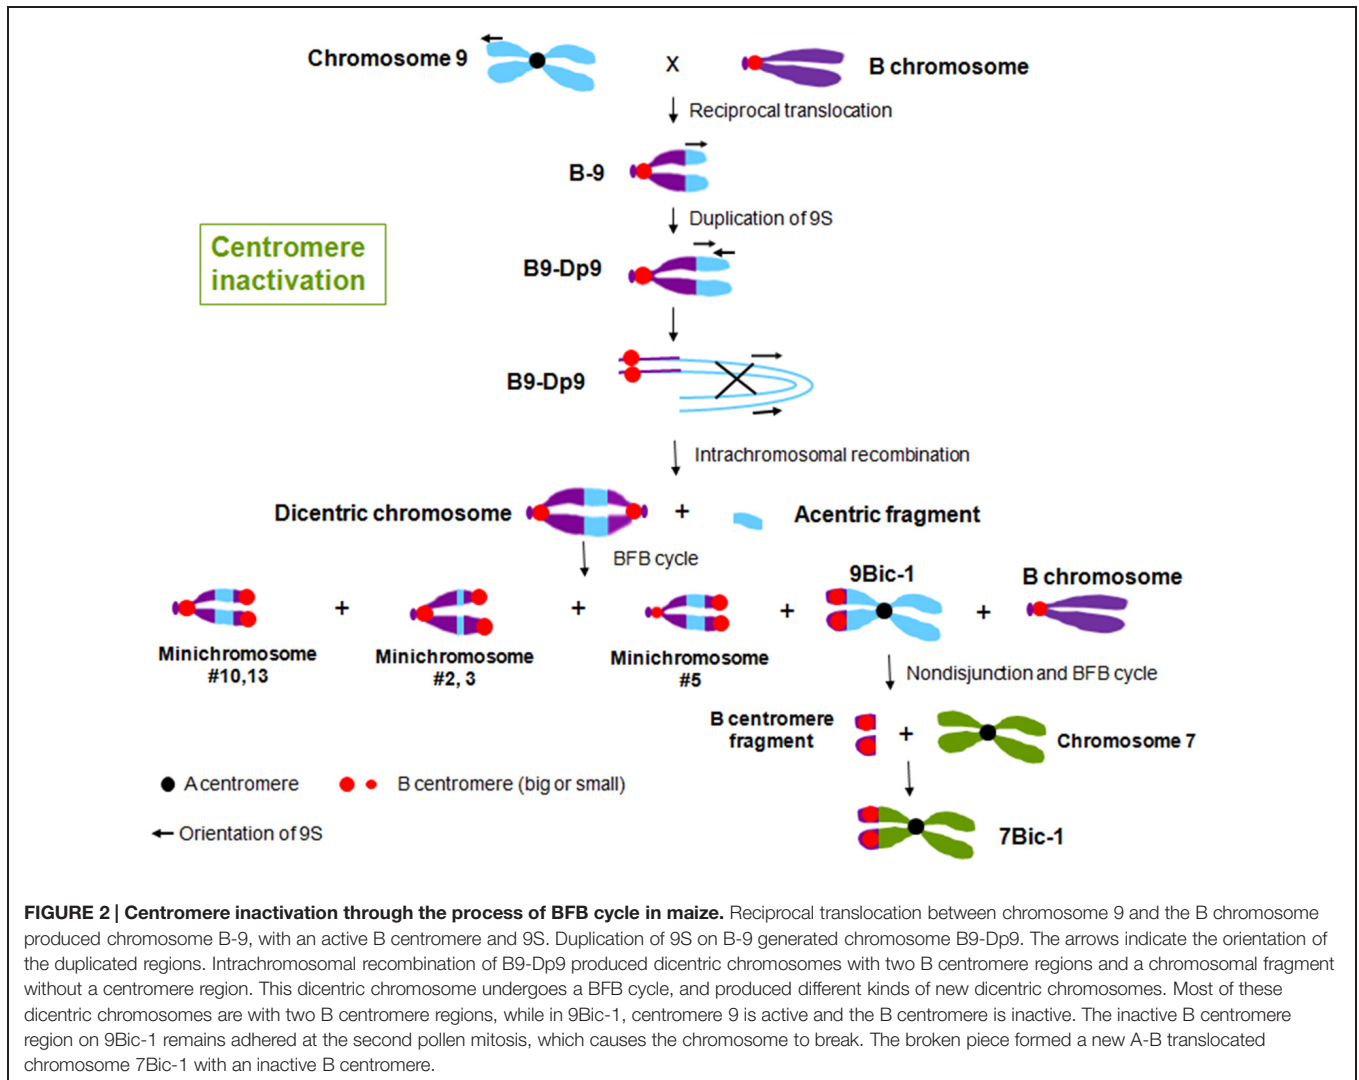 Chromosome 9
X
B chromosome
Reciprocal translocation
B-9
Duplication of 9S
Centromere
inactivation
B9-Dp9
B9-Dp9
Intrachromosomal recombination
Dicentric chromosome
+
Acentric fragment
BFB cycle
9Bic-1
B chromosome
+
+
+
+
Minichromosome
#10,13
Minichromosome
#2, 3
Minichromosome
#5
Nondisjunction and BFB cycle
B centromere
fragment
+
Chromosome 7
A centromere
B centromere (big or small)
Orientation of 9S
7Bic-1
FIGURE 2 | Centromere inactivation through the process of BFB cycle in maize. Reciprocal translocation between chromosome 9 and the B chromosome
produced chromosome B-9, with an active B centromere and 9S. Duplication of 9S on B-9 generated chromosome B9-Dp9. The arrows indicate the orientation of
the duplicated regions. Intrachromosomal recombination of B9-Dp9 produced dicentric chromosomes with two B centromere regions and a chromosomal fragment
without a centromere region. This dicentric chromosome undergoes a BFB cycle, and produced different kinds of new dicentric chromosomes. Most of these
dicentric chromosomes are with two B centromere regions, while in 9Bic-1, centromere 9 is active and the B centromere is inactive. The inactive B centromere
region on 9Bic-1 remains adhered at the second pollen mitosis, which causes the chromosome to break. The broken piece formed a new A-B translocated
chromosome 7Bic-1 with an inactive B centromere.